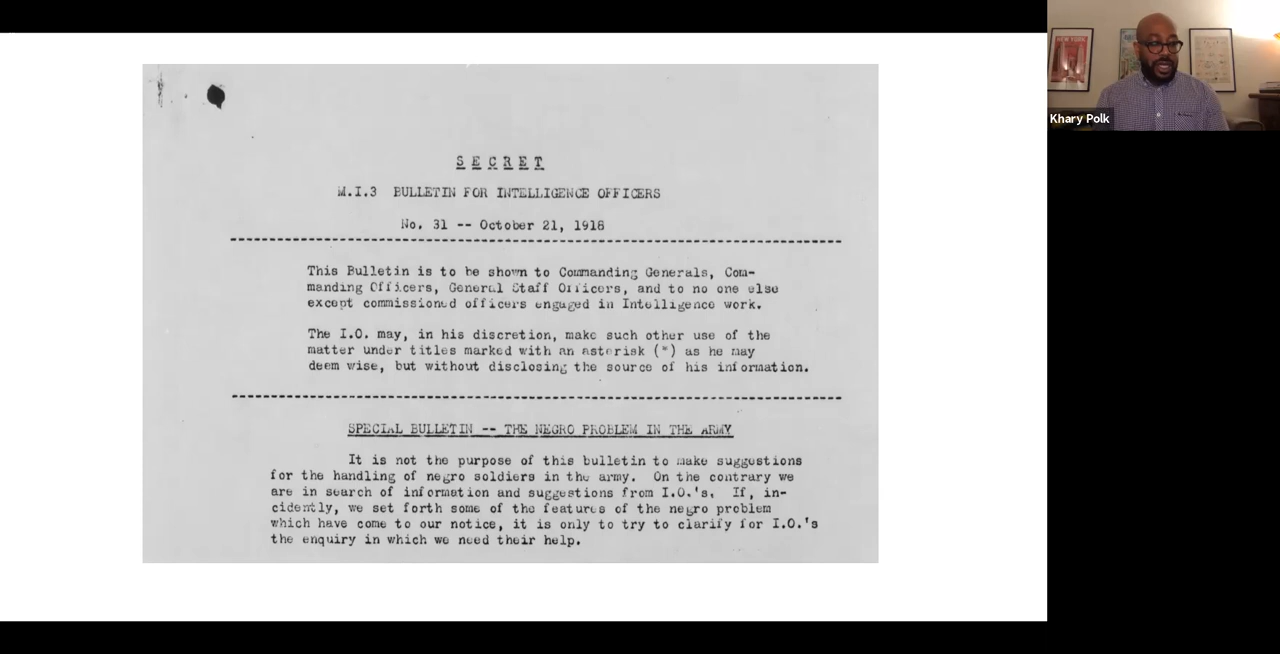 SECRET
M.I.3 BULLETIN FOR INTELLIGENCE OFFICERS
No. 31 -- October 21, 1918
This Bulletin is to be shown to Commanding Generals, Com-
manding Officers, General Staff Officers, and to no one else
except commissioned officers engaged in Intelligence work.
The I.O. may, in his discretion, make such other use of the
matter under titles marked with an asterisk (*) as he may
deem wise, but without disclosing the source of his information.
SPECIAL BULLETIN -- THE NEGRO PROBLEM IN THE ARMY
It is not the purpose of this bulletin to make suggestions
for the handling of negro soldiers in the army. On the contrary we
are in search of information and suggestions from I.O.'s. If, in-
cidently, we set forth some of the features of the negro problem
which have come to our notice, it is only to try to clarify for I.O.'s
the enquiry in which we need their help.
NEW YORK
Khary Polk